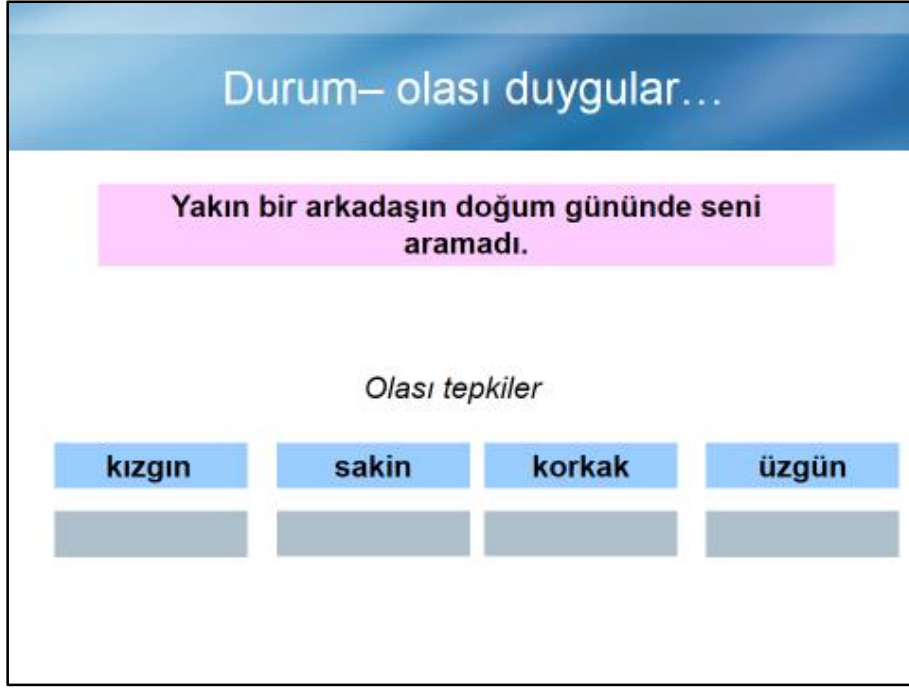 Durum– olası duygular…
Yakın bir arkadaşın doğum gününde seni
aramadı.
Olası tepkiler
kızgın sakin korkak üzgün